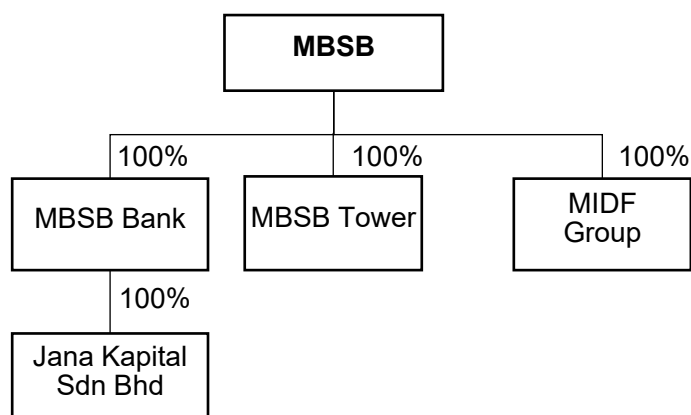 MBSB
100%
100%
100%
MBSB Bank
MBSB Tower
MIDF
Group
100%
Jana Kapital
Sdn Bhd